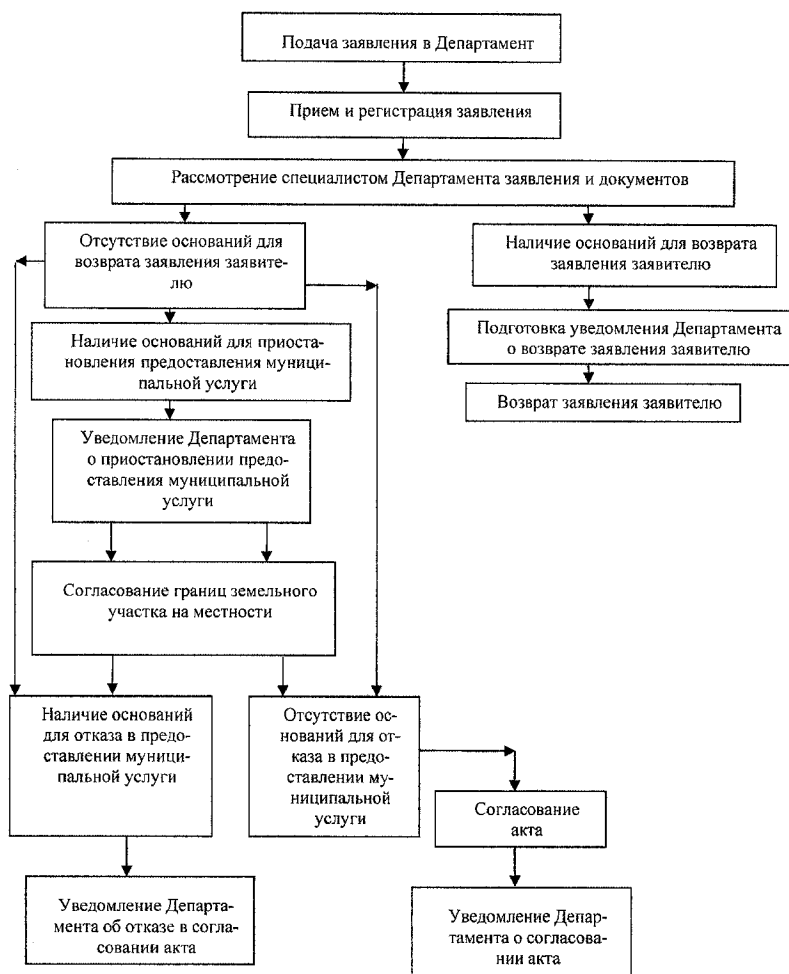 Подача заявления в Департамент
Прием и регистрация заявления
Рассмотрение специалистом Департамента заявления и документов
Отсутствие оснований для
возврата заявления заявите-
лю
Наличие оснований для возврата
заявления заявителю
Наличие оснований для приоста-
новления предоставления муници-
пальной услуги
Подготовка уведомления Департамента
о возврате заявления заявителю
Возврат заявления заявителю
Уведомление Департамента
о приостановлении предо-
ставления муниципальной
услуги
Согласование границ земельного
участка на местности
Наличие оснований
для отказа в предо-
ставлении муници-
пальной услуги
Отсутствие ос-
нований для от-
каза в предо-
ставлении му-
ниципальной
услуги
Согласование
акта
Уведомление Департа-
мента об отказе в согла-
совании акта
Уведомление Депар-
тамента о согласова-
нии акта